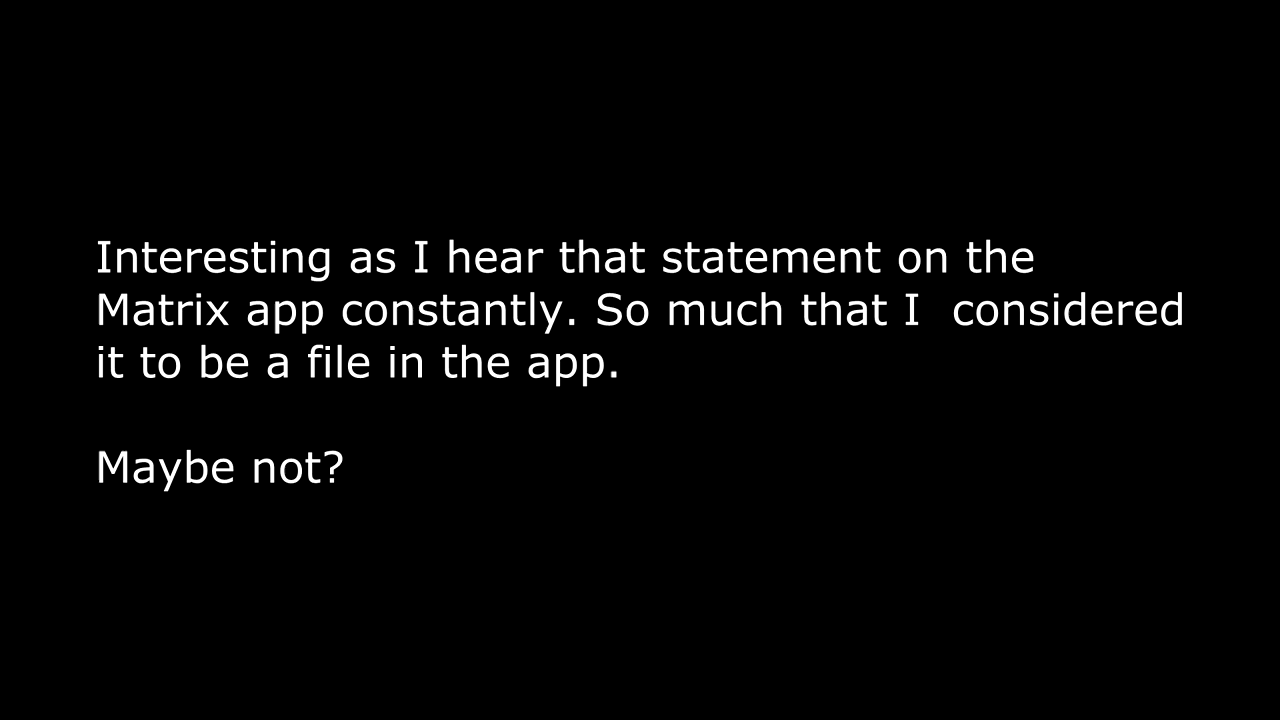 Interesting as I hear that statement on the
Matrix app constantly. So much that I  considered
it to be a file in the app.

Maybe not?